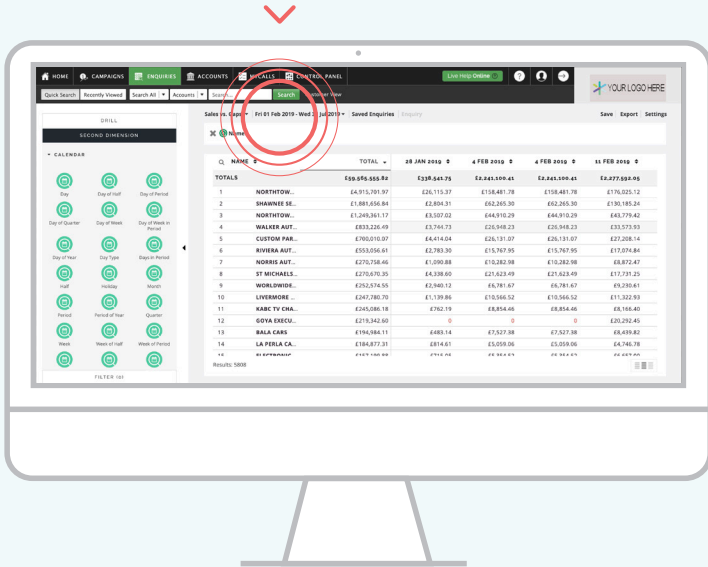 HOME CAMPAIGNS ENQUIRIES ACCOUNTS MYCALLS CONTROL PANEL Live Help Online ?
Quick Search Recently Viewed Search All Accounts Search... Search Customer View
YOUR LOGO HERE
DRILL
SECOND DIMENSION
CALENDAR
Day Day of Half Day of Period
Day of Quarter Day of Week Day of Week in
Period
Day of Year Day Type Days in Period
Half Holiday Month
Period Period of Year Quarter
Week Week of Half Week of Period
FILTER
Sales vs. Fri 01 Feb 2019 - Wed Jul 2019 Saved Enquiries Enquiry Save Export Settings
Name
NAME TOTAL 28 JAN 2019 4 FEB 2019 4 FEB 2019 11 FEB 2019
TOTALS £59,565,555.82 £338,541.75 £2,241,100.41 £2,241,100.41 £2,277,592.05
1 NORTHTOW... £4,915,701.97 £26,115.37 £158,481.78 £158,481.78 £176,025.12
2 SHAWNEE SE... £1,881,656.84 £2,804.31 £62,265.30 £62,265.30 £130,185.24
3 NORTHTOW... £1,249,361.17 £3,507.02 £44,910.29 £44,910.29 £43,779.42
4 WALKER AUT... £833,226.49 £3,744.73 £26,948.23 £26,948.23 £33,573.93
5 CUSTOM PAR... £700,010.07 £4,414.04 £26,131.07 £26,131.07 £27,208.14
6 RIVIERA AUT... £553,056.61 £2,783.30 £15,767.95 £15,767.95 £17,074.84
7 NORRIS AUT... £270,758.46 £1,090.88 £10,282.98 £10,282.98 £8,872.47
8 ST MICHAELS... £270,670.35 £4,338.60 £21,623.49 £21,623.49 £17,731.25
9 WORLDWIDE... £252,574.55 £2,940.12 £6,781.67 £6,781.67 £9,230.61
10 LIVERMORE ... £247,780.70 £1,139.86 £10,566.52 £10,566.52 £11,322.93
11 KABC TV CHA... £245,086.18 £762.19 £8,854.46 £8,854.46 £8,166.40
12 GOYA EXECU... £219,342.60 0 0 0 £20,292.45
13 BALA CARS £194,984.11 £483.14 £7,527.38 £7,527.38 £8,439.82
14 LA PERLA CA... £184,877.31 £814.61 £5,059.06 £5,059.06 £4,746.78
Results: 5808